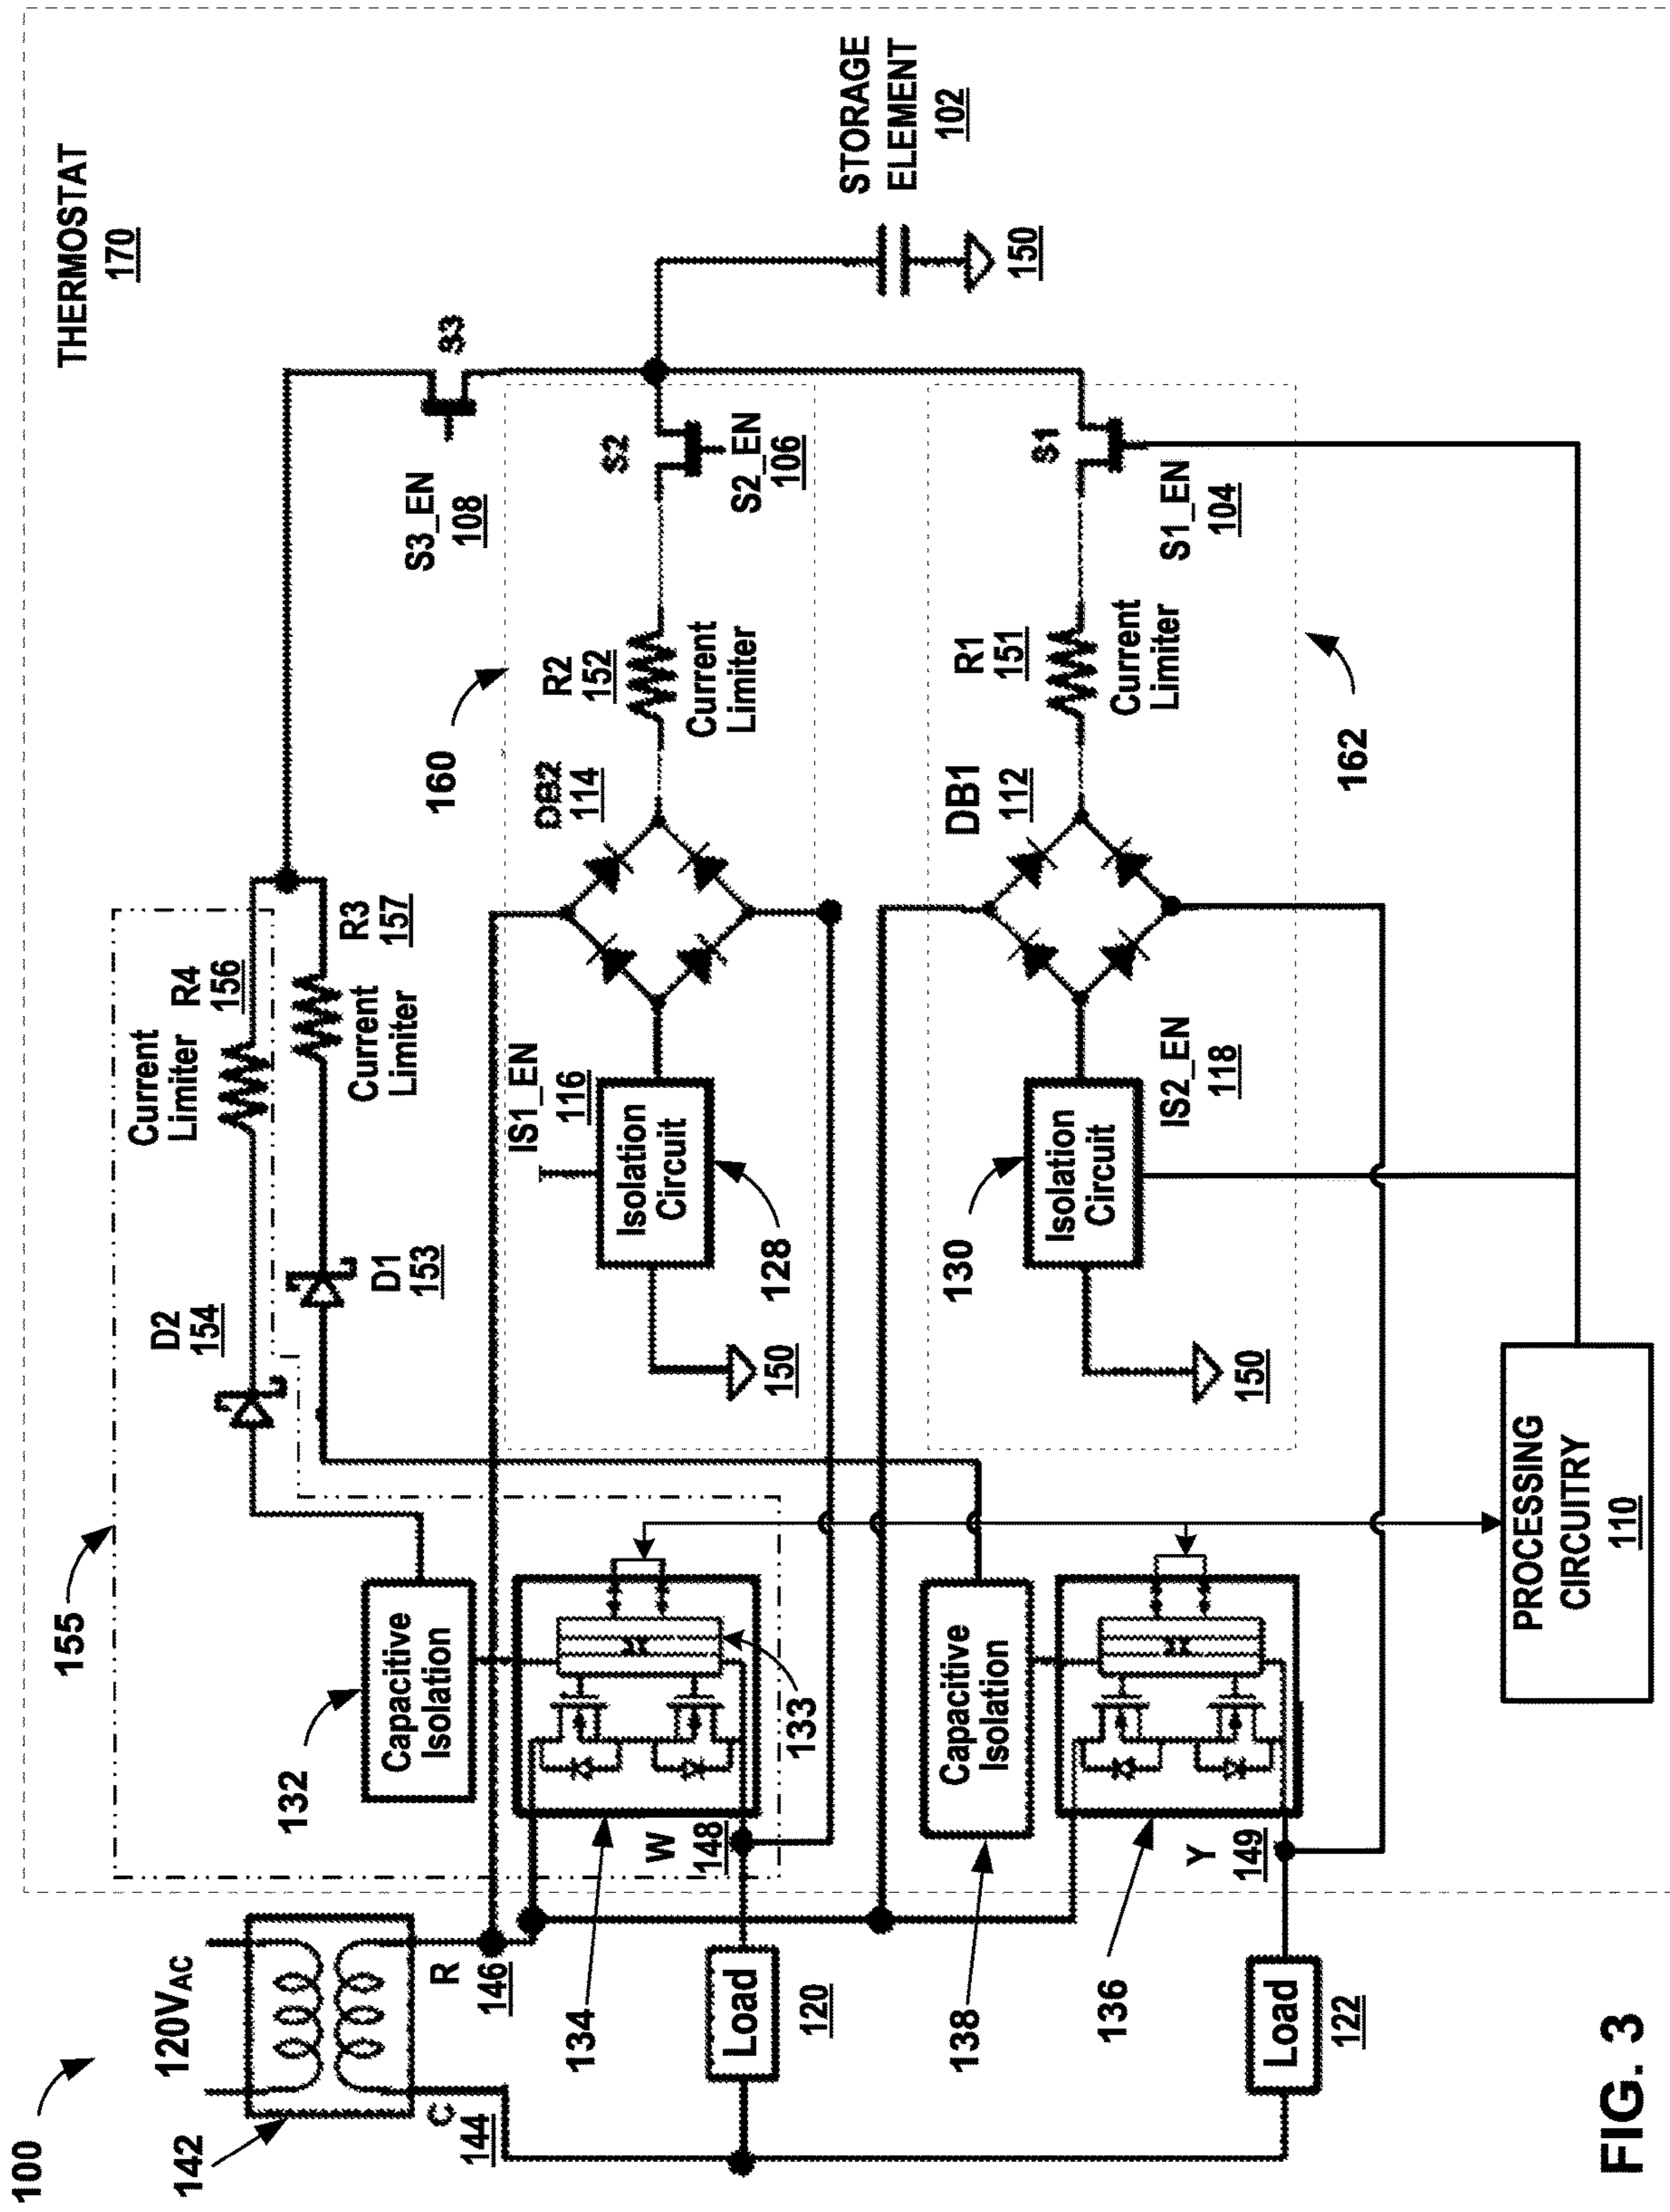 100
142
120VAC
C
144
R
146
155
132
Capacitive
Isolation
134
W
148
133
Load
120
138
Capacitive
Isolation
136
Y
149
Load
122
D2
154
D1
153
Current
Limiter
R4
156
R3
157
Current
Limiter
THERMOSTAT
170
S3
S3_EN
108
160
IS1_EN
116
Isolation
Circuit
128
150
DB2
114
R2
152
Current
Limiter
S2
S2_EN
106
STORAGE
ELEMENT
102
150
130
Isolation
Circuit
IS2_EN
118
150
DB1
112
R1
151
Current
Limiter
S1
S1_EN
104
162
PROCESSING
CIRCUITRY
110
FIG. 3